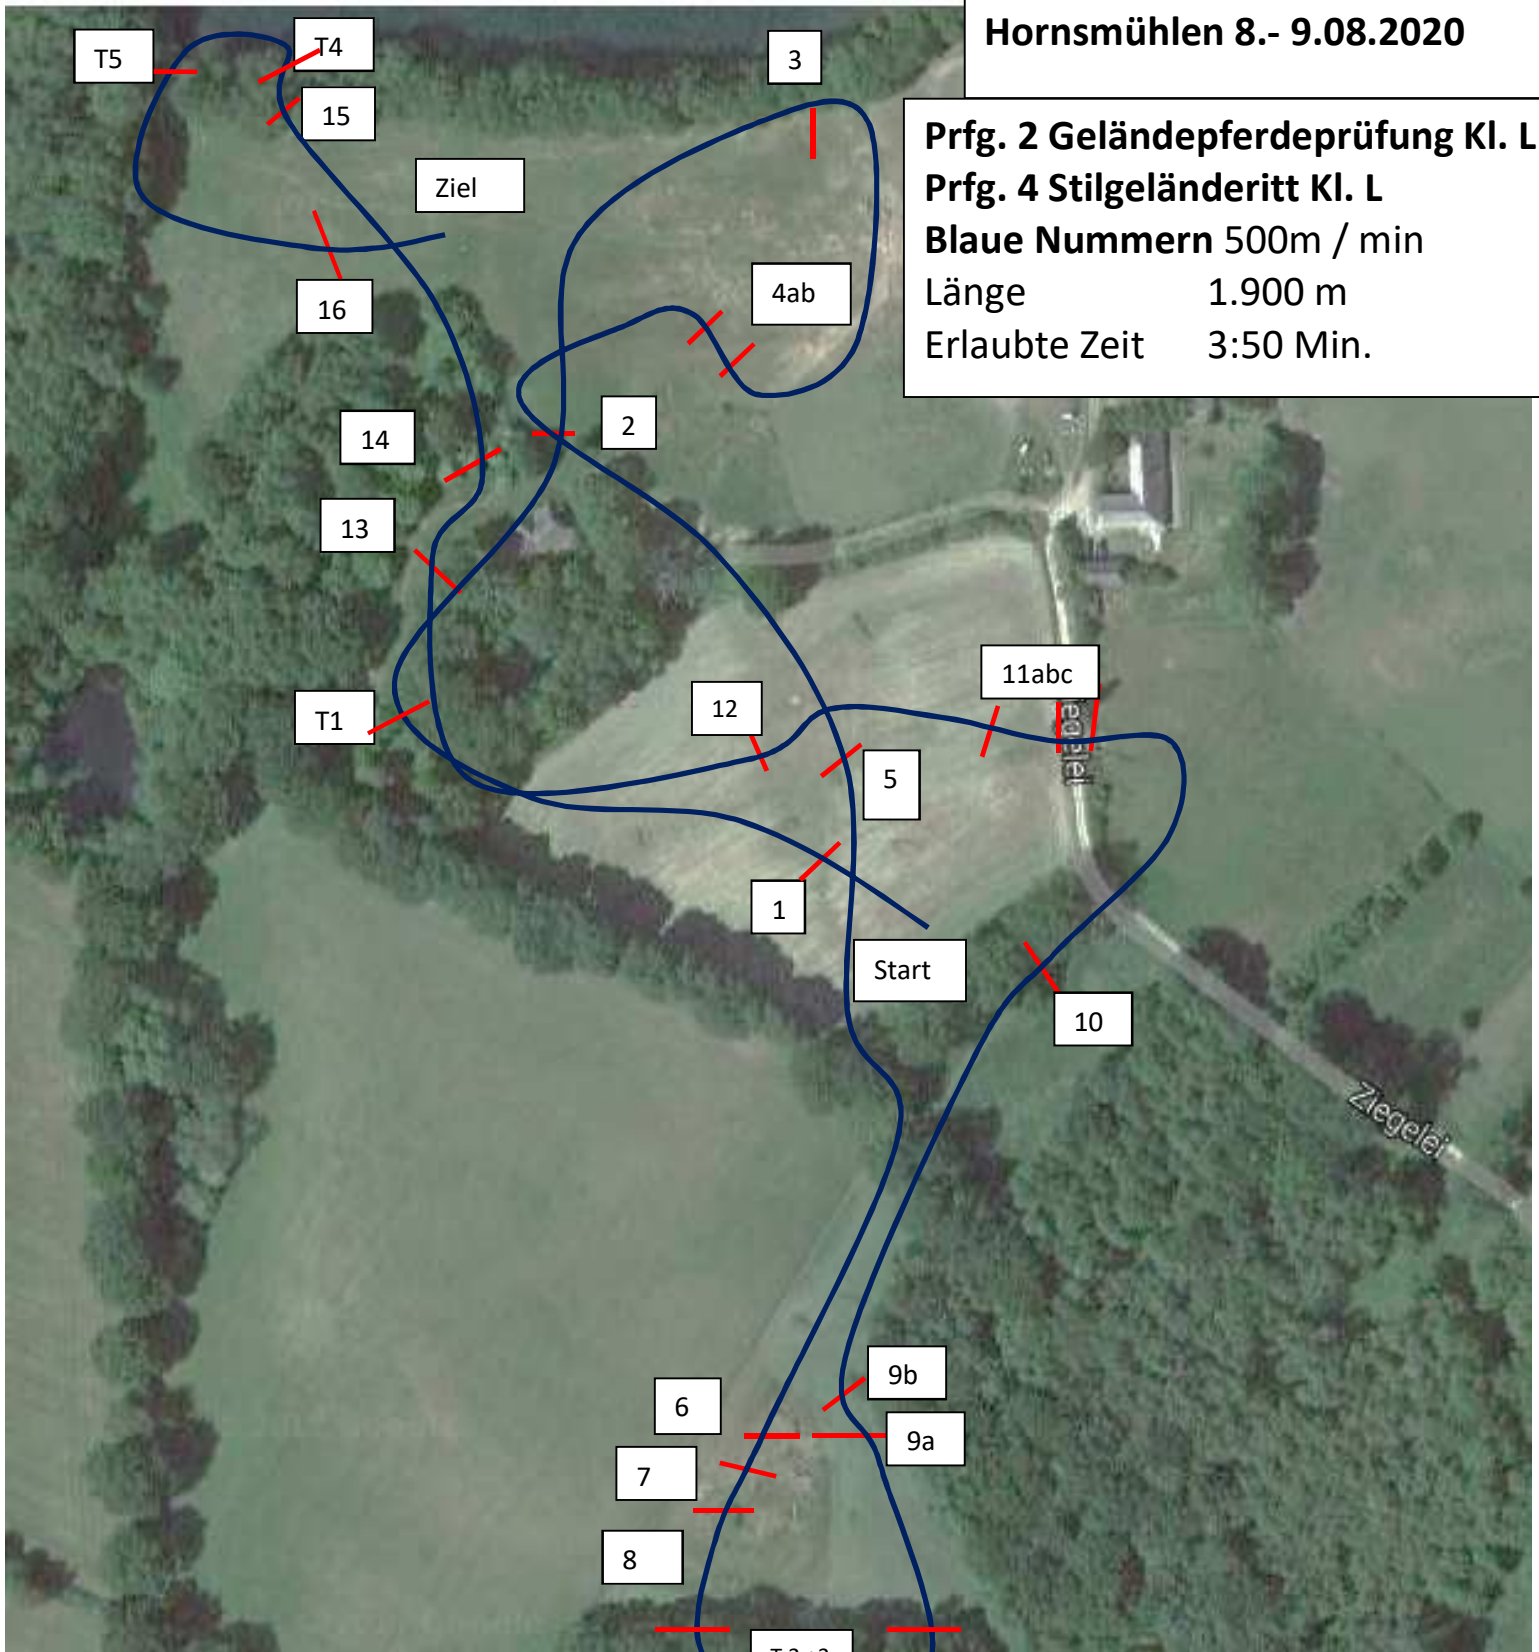 Hornsmühlen 8.- 9.08.2020
Prfg. 2 Geländepferdeprüfung Kl. L
Prfg. 4 Stilgeländeritt Kl. L
Blaue Nummern 500m / min
Länge 1.900 m
Erlaubte Zeit 3:50 Min.
T5
T4
3
15
Ziel
4ab
16
2
14
13
11abc
T1
12
5
1
Start
10
Ziegelei
9b
6
9a
7
8